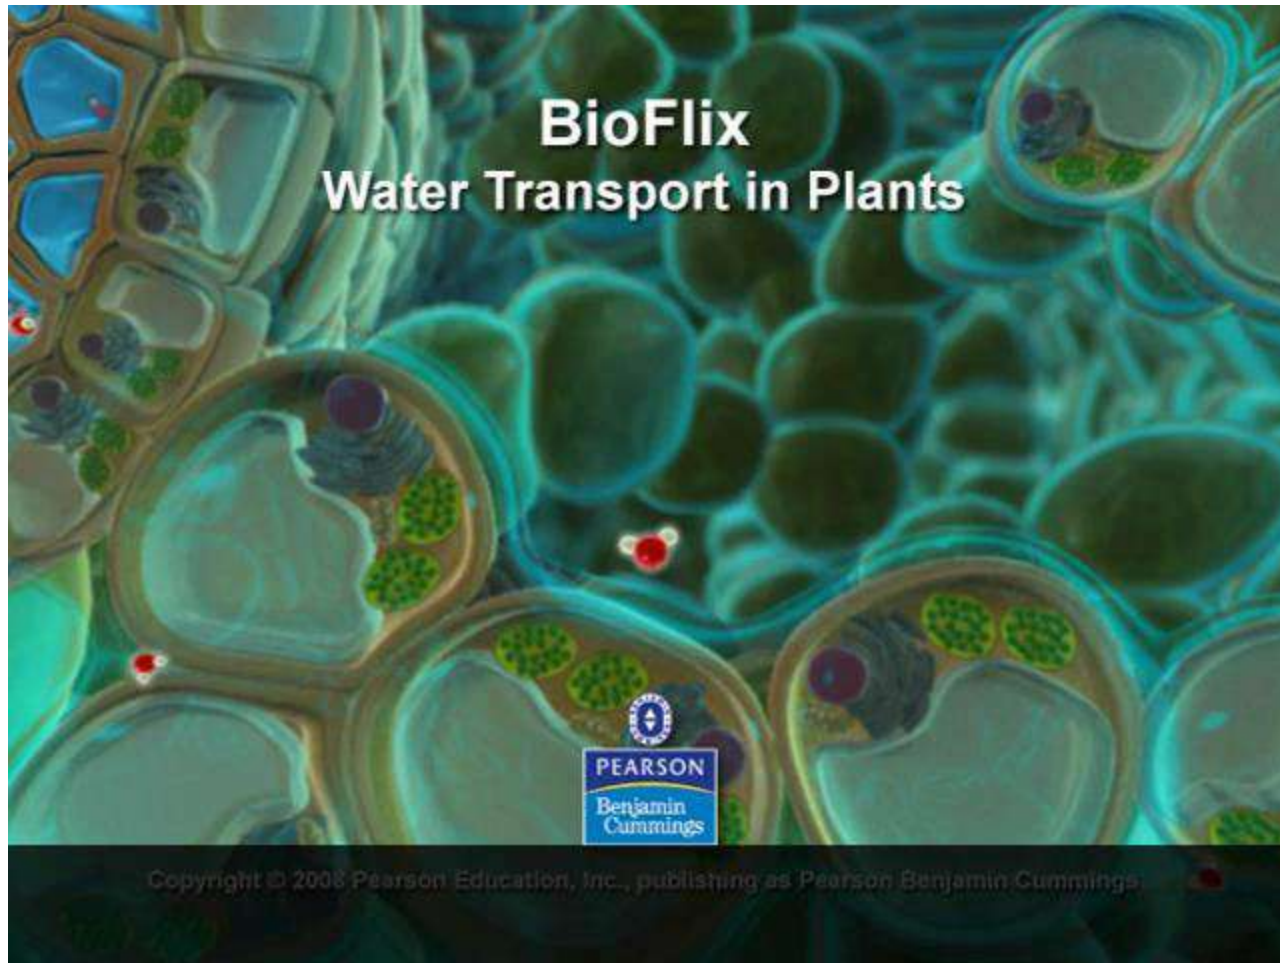 BioFlix
Water Transport in Plants
PEARSON
Benjamin
Cummings
Copyright © 2008 Pearson Education, Inc., publishing as Pearson Benjamin Cummings